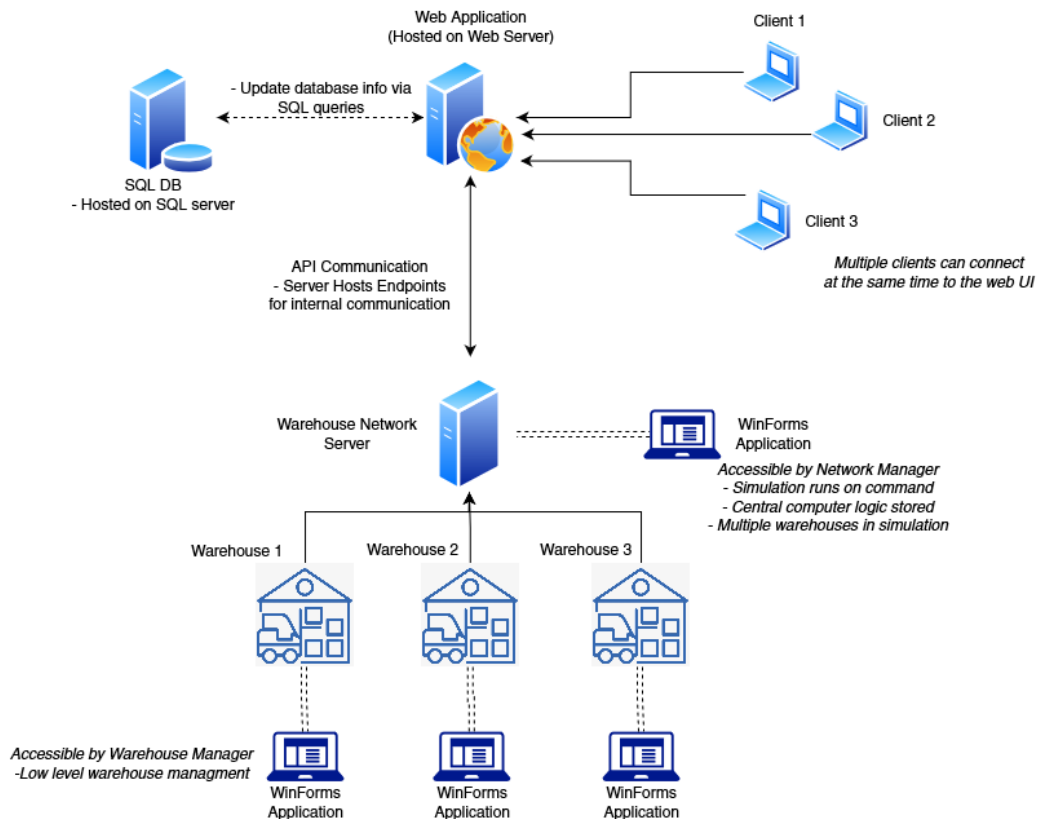 Web Application
(Hosted on Web Server)
Client 1
- Update database info via
SQL queries
Client 2
SQL DB
- Hosted on SQL server
Client 3
API Communication
- Server Hosts Endpoints
for internal communication
Multiple clients can connect
at the same time to the web UI
Warehouse Network
Server
WinForms
Application
Accessible by Network Manager
- Simulation runs on command
- Central computer logic stored
- Multiple warehouses in simulation
Warehouse 1
Warehouse 2
Warehouse 3
Accessible by Warehouse Manager
-Low level warehouse managment
WinForms
Application
WinForms
Application
WinForms
Application